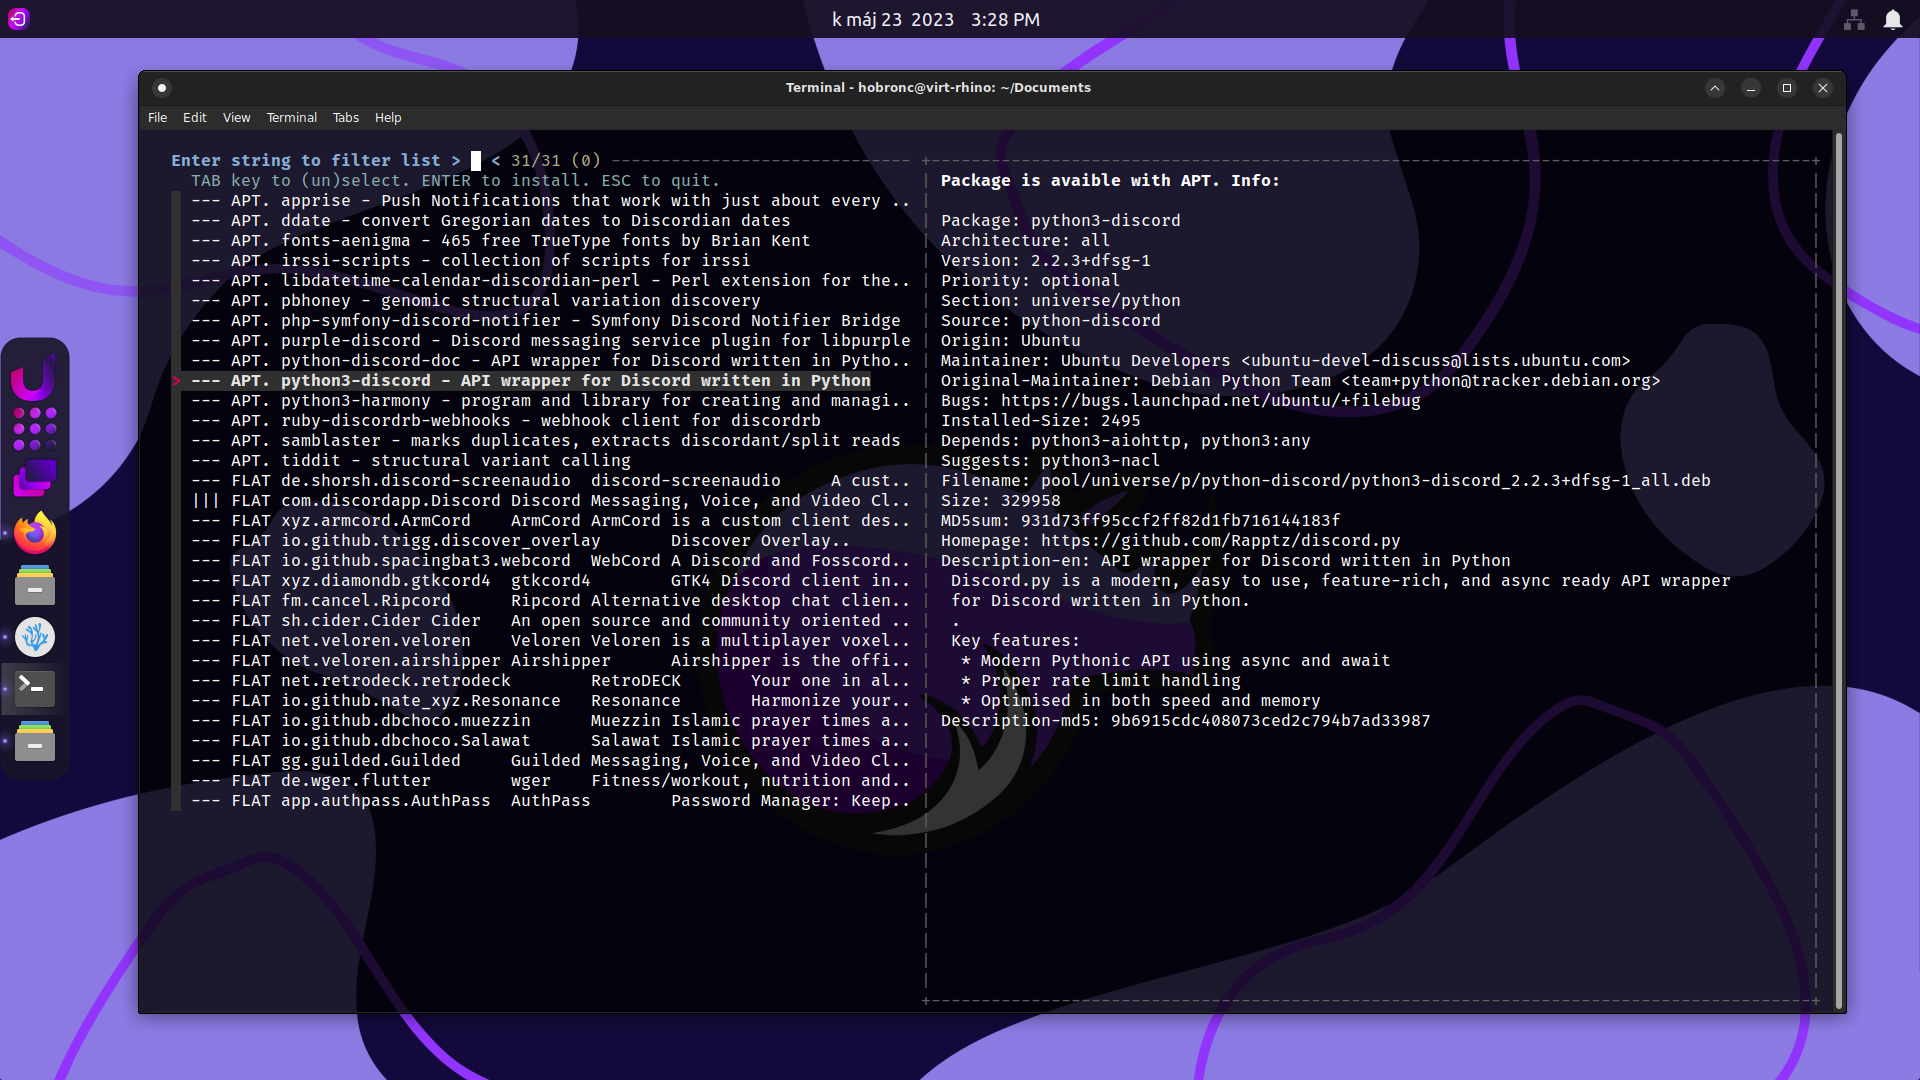 k máj 23  2023   3:28 PM
Terminal - hobronc@virt-rhino: ~/Documents
File Edit View Terminal Tabs Help
Enter string to filter list > < 31/31 (0)
TAB key to (un)select. ENTER to install. ESC to quit.
--- APT. apprise - Push Notifications that work with just about every ..
--- APT. ddate - convert Gregorian dates to Discordian dates
--- APT. fonts-aenigma - 465 free TrueType fonts by Brian Kent
--- APT. irssi-scripts - collection of scripts for irssi
--- APT. libdatetime-calendar-discordian-perl - Perl extension for the..
--- APT. pbhoney - genomic structural variation discovery
--- APT. php-symfony-discord-notifier - Symfony Discord Notifier Bridge
--- APT. purple-discord - Discord messaging service plugin for libpurple
--- APT. python-discord-doc - API wrapper for Discord written in Pytho..
> --- APT. python3-discord - API wrapper for Discord written in Python
--- APT. python3-harmony - program and library for creating and managi..
--- APT. ruby-discordrb-webhooks - webhook client for discordrb
--- APT. samblaster - marks duplicates, extracts discordant/split reads
--- APT. tiddit - structural variant calling
--- FLAT de.shorsh.discord-screenaudio  discord-screenaudio     A cust..
||| FLAT com.discordapp.Discord Discord Messaging, Voice, and Video Cl..
--- FLAT xyz.armcord.ArmCord    ArmCord ArmCord is a custom client des..
--- FLAT io.github.trigg.discover_overlay       Discover Overlay..
--- FLAT io.github.spacingbat3.webcord  WebCord A Discord and Fosscord..
--- FLAT xyz.diamondb.gtkcord4  gtkcord4        GTK4 Discord client in..
--- FLAT fm.cancel.Ripcord      Ripcord Alternative desktop chat clien..
--- FLAT sh.cider.Cider Cider   An open source and community oriented ..
--- FLAT net.veloren.veloren    Veloren Veloren is a multiplayer voxel..
--- FLAT net.veloren.airshipper Airshipper      Airshipper is the offi..
--- FLAT net.retrodeck.retrodeck        RetroDECK       Your one in al..
--- FLAT io.github.nate_xyz.Resonance   Resonance       Harmonize your..
--- FLAT io.github.dbchoco.muezzin      Muezzin Islamic prayer times a..
--- FLAT io.github.dbchoco.Salawat      Salawat Islamic prayer times a..
--- FLAT gg.guilded.Guilded     Guilded Messaging, Voice, and Video Cl..
--- FLAT de.wger.flutter        wger    Fitness/workout, nutrition and..
--- FLAT app.authpass.AuthPass  AuthPass        Password Manager: Keep..
Package is avaible with APT. Info:
Package: python3-discord
Architecture: all
Version: 2.2.3+dfsg-1
Priority: optional
Section: universe/python
Source: python-discord
Origin: Ubuntu
Maintainer: Ubuntu Developers <ubuntu-devel-discuss@lists.ubuntu.com>
Original-Maintainer: Debian Python Team <team+python@tracker.debian.org>
Bugs: https://bugs.launchpad.net/ubuntu/+filebug
Installed-Size: 2495
Depends: python3-aiohttp, python3:any
Suggests: python3-nacl
Filename: pool/universe/p/python-discord/python3-discord_2.2.3+dfsg-1_all.deb
Size: 329958
MD5sum: 931d73ff95ccf2ff82d1fb716144183f
Homepage: https://github.com/Rapptz/discord.py
Description-en: API wrapper for Discord written in Python
Discord.py is a modern, easy to use, feature-rich, and async ready API wrapper
for Discord written in Python.
.
Key features:
* Modern Pythonic API using async and await
* Proper rate limit handling
* Optimised in both speed and memory
Description-md5: 9b6915cdc408073ced2c794b7ad33987